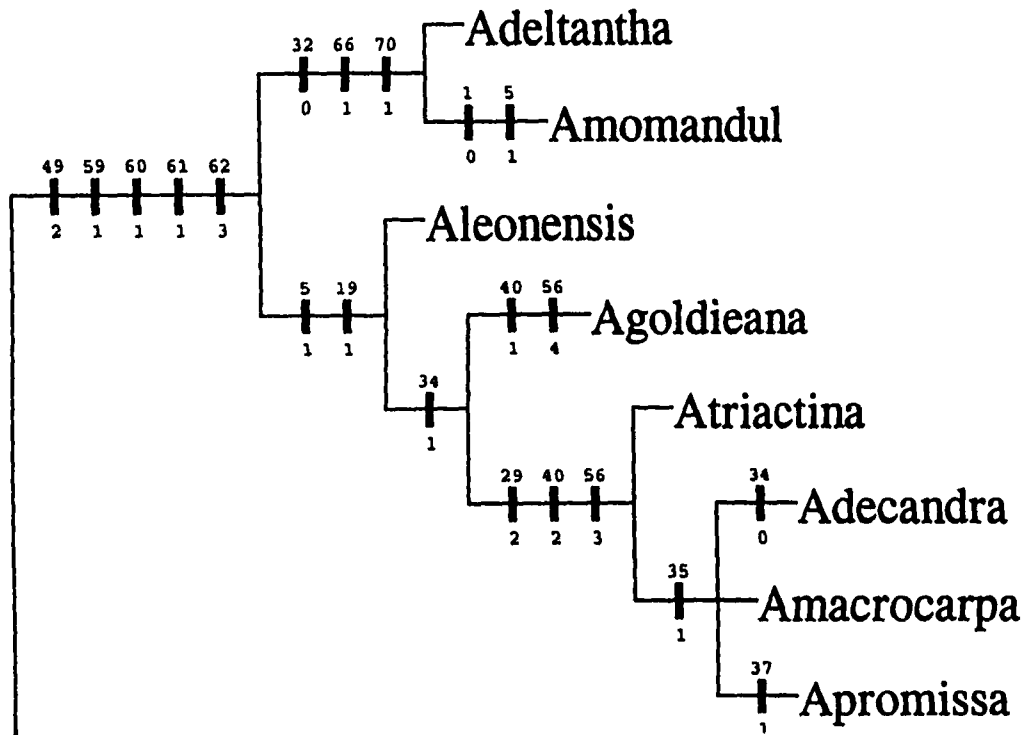 Adeltantha
32 66 70
0 1 1
1 5
0 1
Amomandul
49 59 60 61 62
2 1 1 1 3
Aleonensis
5 19
1 1
40 56
1 4
Agoldieana
34
1
Atriactina
29 40 56
2 2 3
34
0
Adecandra
35
1
Amacrocarpa
37
1
Apromissa